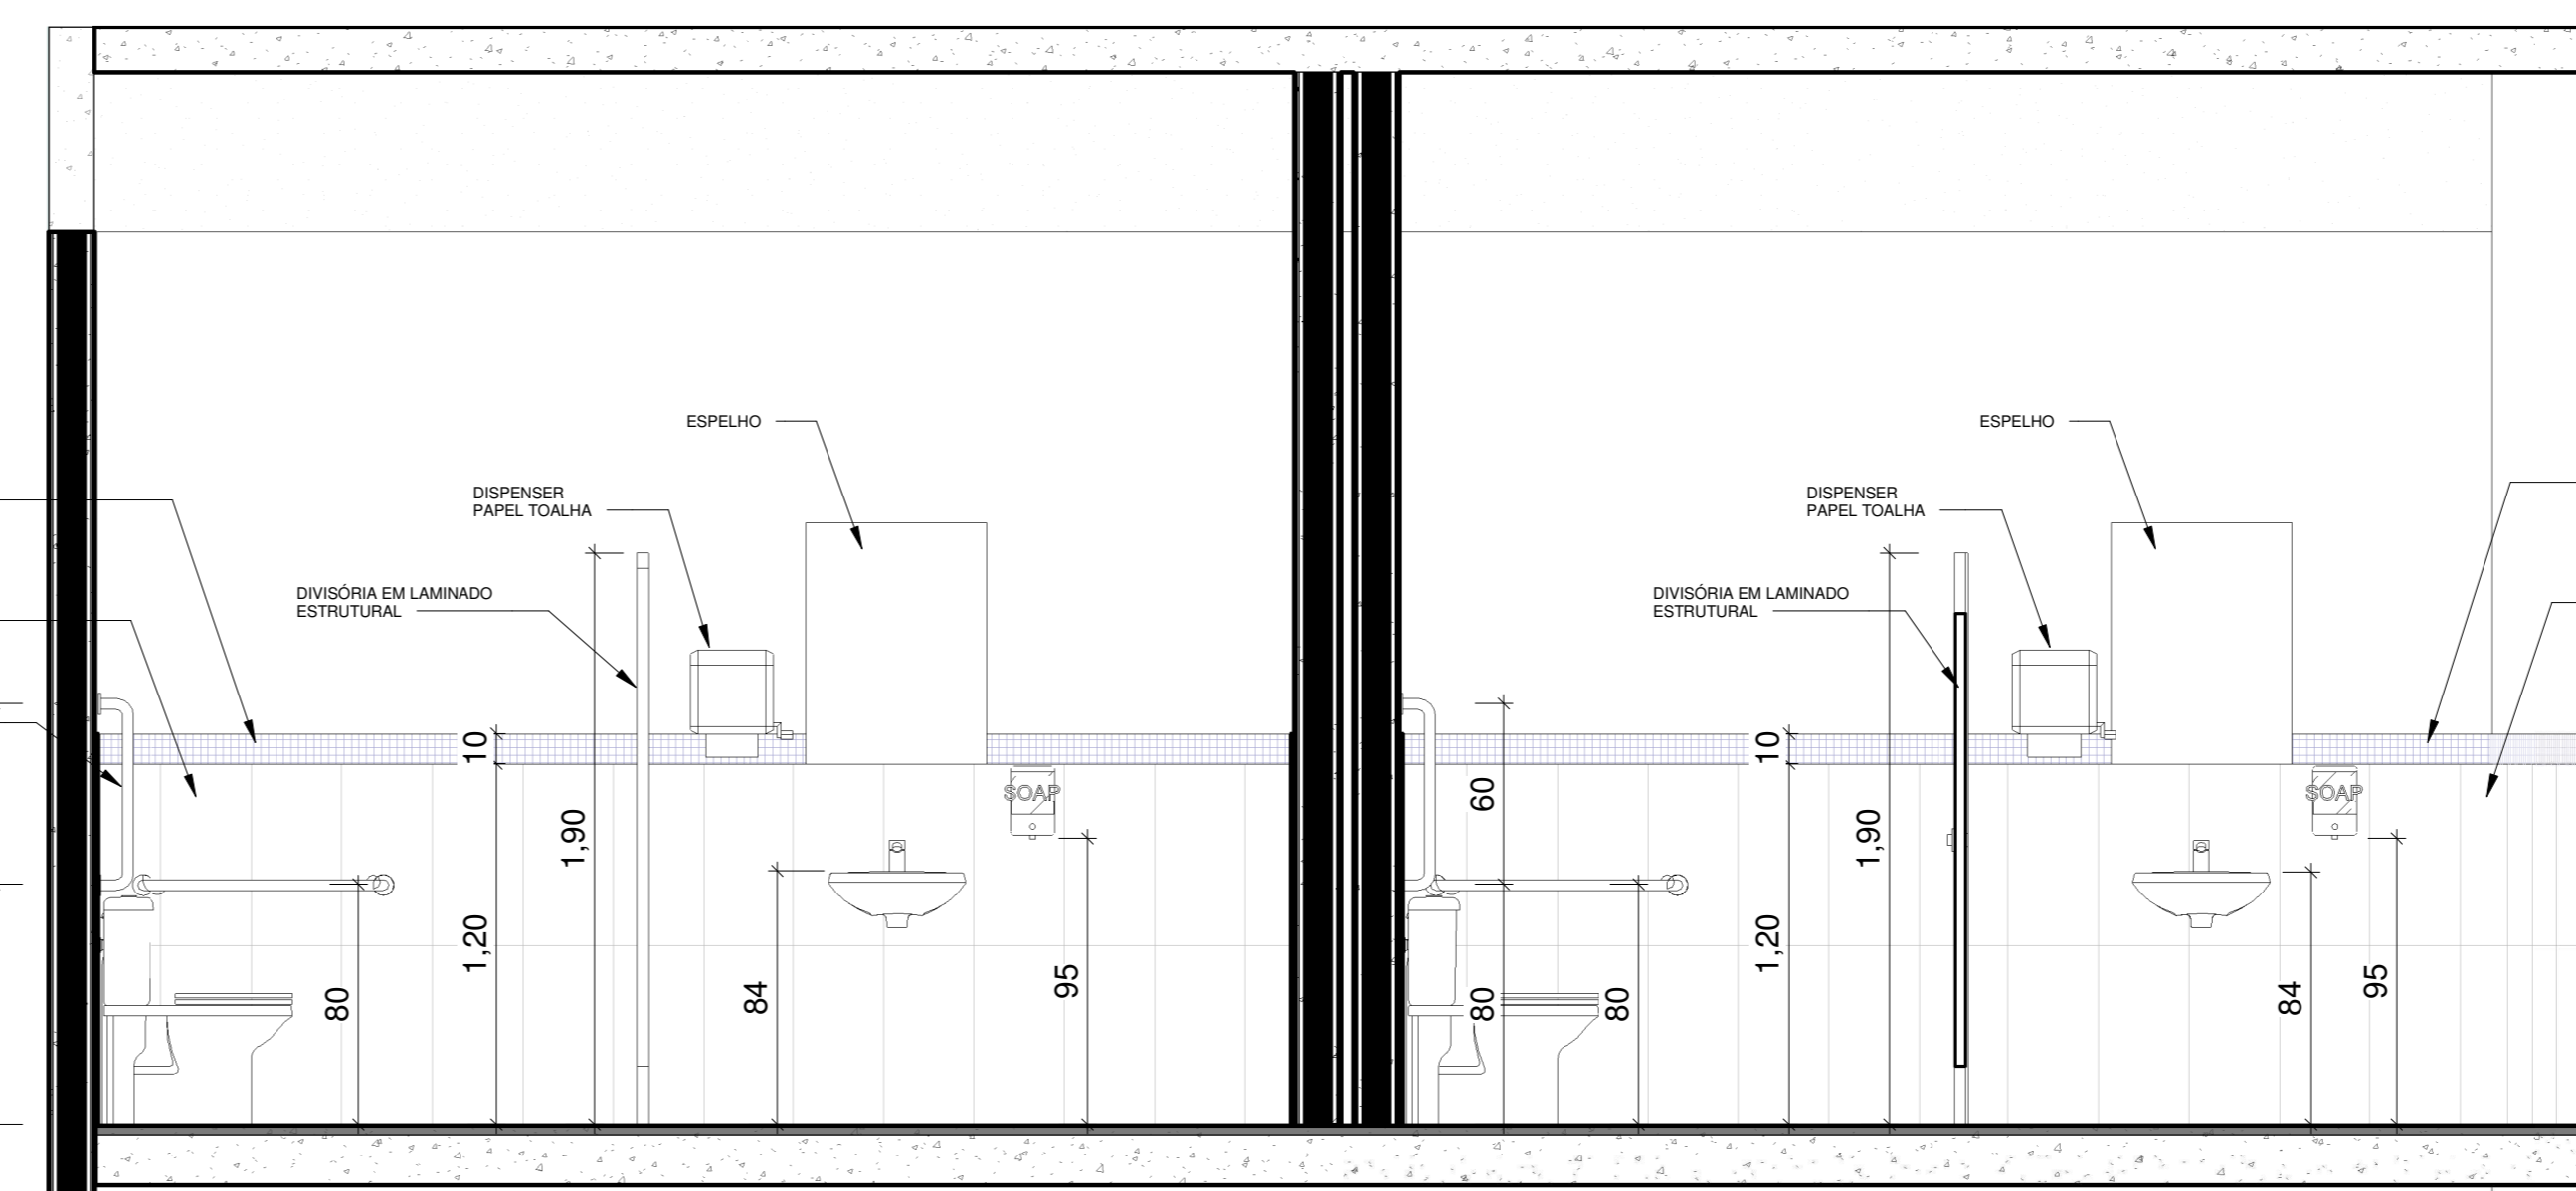 ESPELHO
DISPENSER
PAPEL TOALHA
DIVISÓRIA EM LAMINADO
ESTRUTURAL
10
1,90
SOAP
1,20
80
84
95
ESPELHO
DISPENSER
PAPEL TOALHA
DIVISÓRIA EM LAMINADO
ESTRUTURAL
10
60
1,90
SOAP
1,20
80
80
84
95